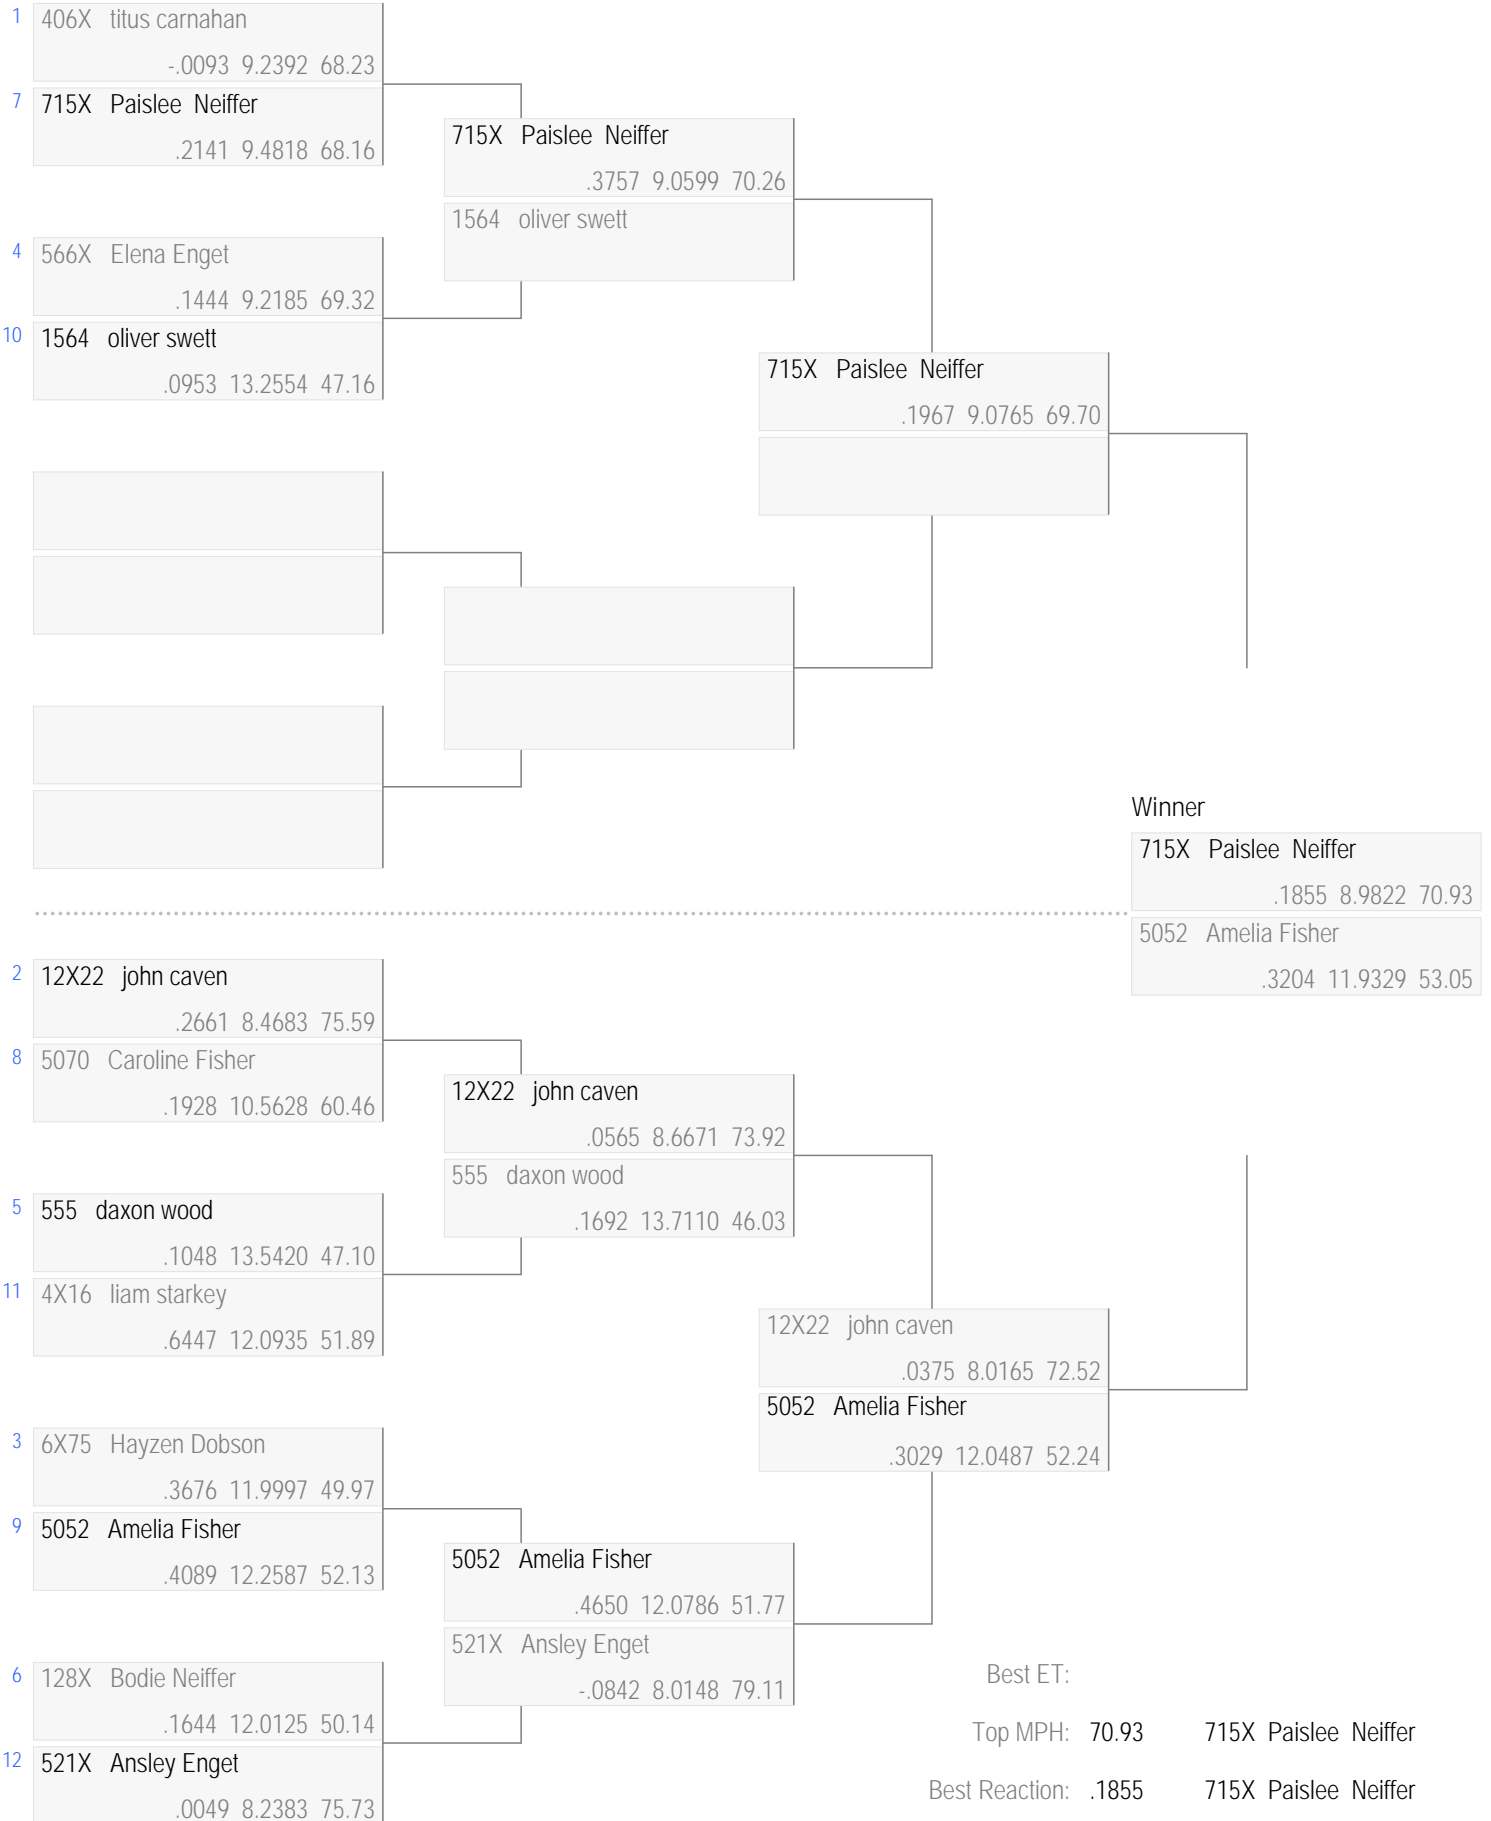 1 406X titus carnahan
-.0093 9.2392 68.23
7 715X Paislee Neiffer
.2141 9.4818 68.16
715X Paislee Neiffer
.3757 9.0599 70.26
1564 oliver swett
4 566X Elena Enget
.1444 9.2185 69.32
10 1564 oliver swett
.0953 13.2554 47.16
715X Paislee Neiffer
.1967 9.0765 69.70
Winner
715X Paislee Neiffer
.1855 8.9822 70.93
5052 Amelia Fisher
.3204 11.9329 53.05
2 12X22 john caven
.2661 8.4683 75.59
8 5070 Caroline Fisher
.1928 10.5628 60.46
12X22 john caven
.0565 8.6671 73.92
555 daxon wood
.1692 13.7110 46.03
5 555 daxon wood
.1048 13.5420 47.10
11 4X16 liam starkey
.6447 12.0935 51.89
12X22 john caven
.0375 8.0165 72.52
5052 Amelia Fisher
.3029 12.0487 52.24
3 6X75 Hayzen Dobson
.3676 11.9997 49.97
9 5052 Amelia Fisher
.4089 12.2587 52.13
5052 Amelia Fisher
.4650 12.0786 51.77
521X Ansley Enget
-.0842 8.0148 79.11
6 128X Bodie Neiffer
.1644 12.0125 50.14
12 521X Ansley Enget
.0049 8.2383 75.73
Best ET:
Top MPH: 70.93 715X Paislee Neiffer
Best Reaction: .1855 715X Paislee Neiffer